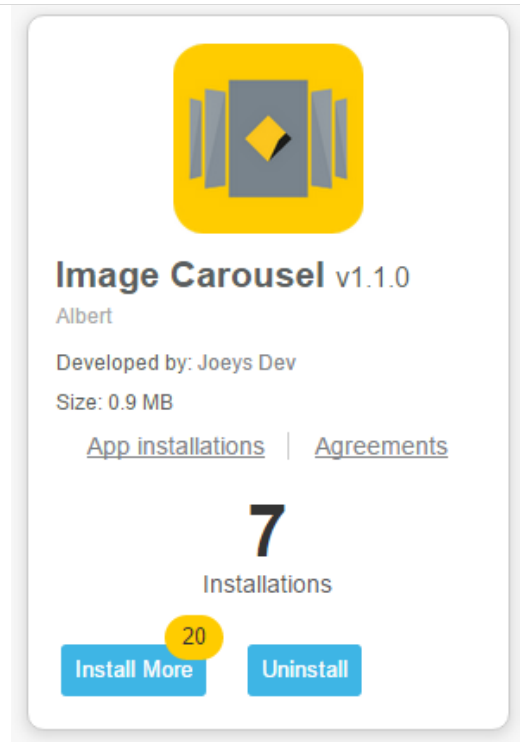 Image Carousel v1.1.0
Albert
Developed by: Joeys Dev
Size: 0.9 MB
App installations | Agreements
7
Installations
20
Install More Uninstall